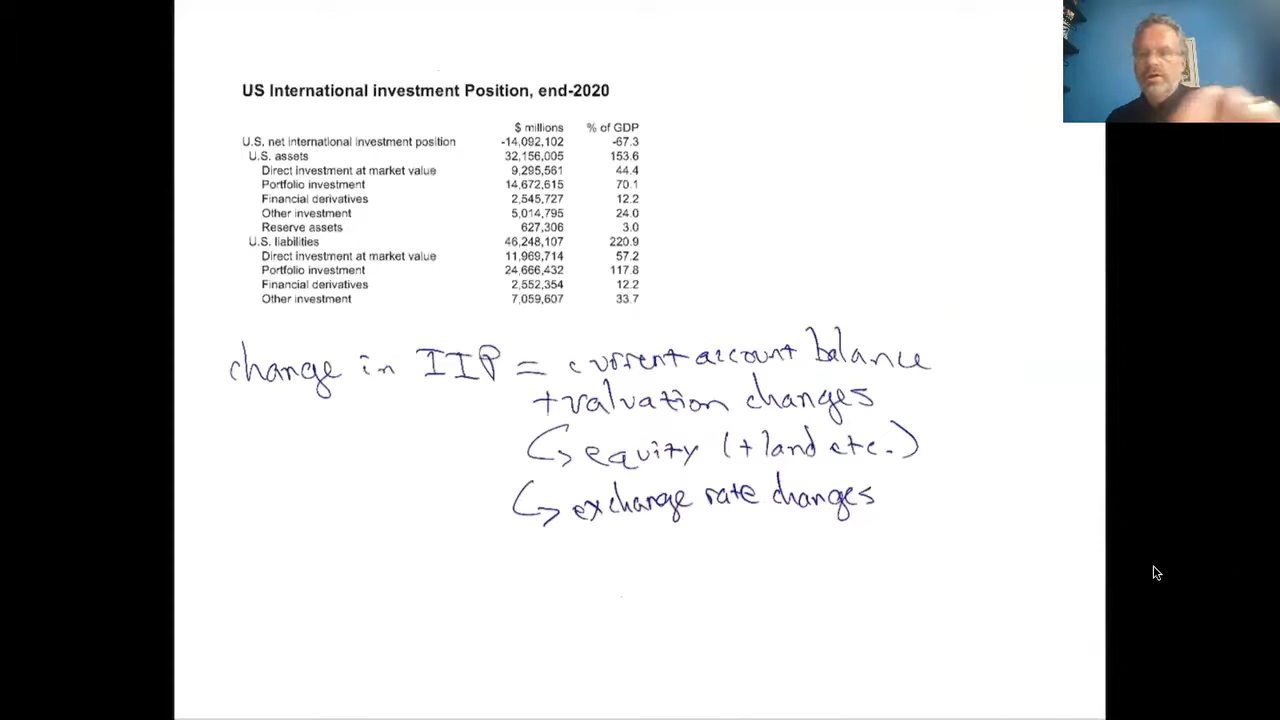 US International investment Position, end-2020
$ millions % of GDP
U.S. net international investment position -14,092,102 -67.3
U.S. assets 32,156,005 153.6
Direct investment at market value 9,295,561 44.4
Portfolio investment 14,672,615 70.1
Financial derivatives 2,545,727 12.2
Other investment 5,014,795 24.0
Reserve assets 627,306 3.0
U.S. liabilities 46,248,107 220.9
Direct investment at market value 11,969,714 57.2
Portfolio investment 24,666,432 117.8
Financial derivatives 2,552,354 12.2
Other investment 7,059,607 33.7
change in IIP = current account balance
+ valuation changes
↳ equity (+ land etc.)
↳ exchange rate changes